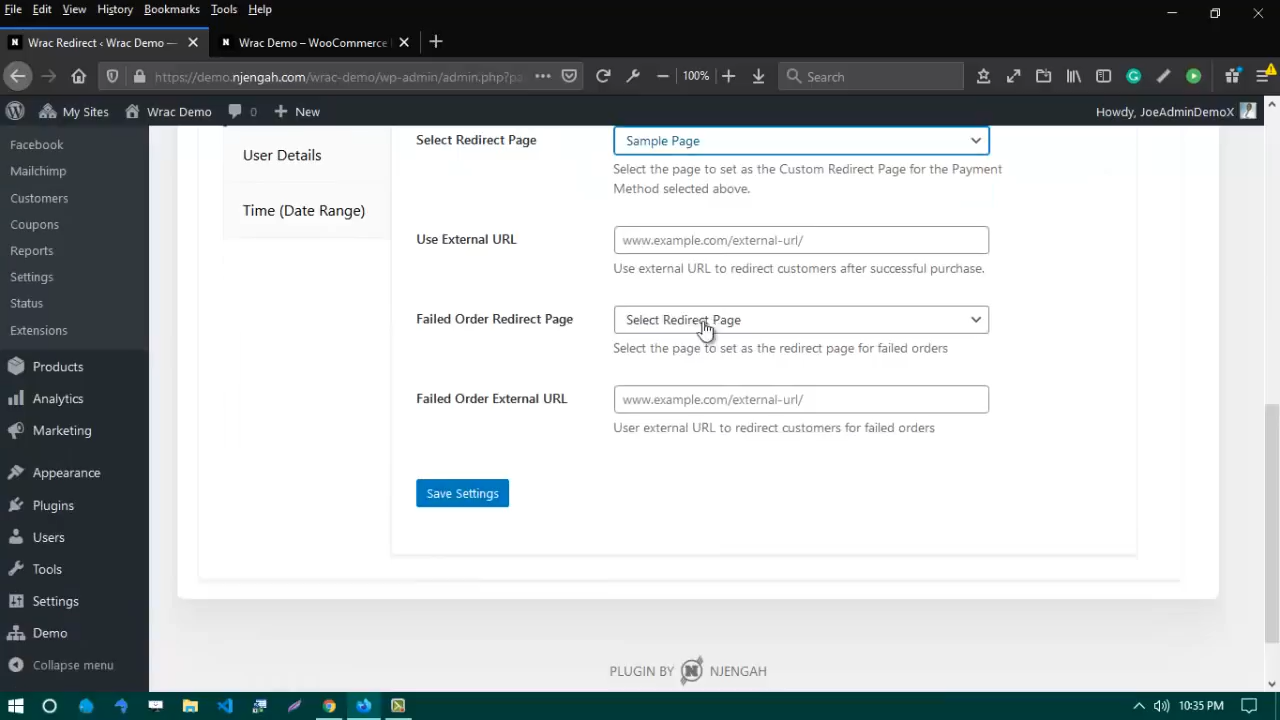 File Edit View History Bookmarks Tools Help
Wrac Redirect ‹ Wrac Demo —
Wrac Demo – WooCommerce
https://demo.njengah.com/wrac-demo/wp-admin/admin.php?pa
100%
Search
My Sites
Wrac Demo
0
New
Howdy, JoeAdminDemoX
Facebook
Mailchimp
Customers
Coupons
Reports
Settings
Status
Extensions
Products
Analytics
Marketing
Appearance
Plugins
Users
Tools
Settings
Demo
Collapse menu
User Details
Time (Date Range)
Select Redirect Page
Sample Page
Select the page to set as the Custom Redirect Page for the Payment
Method selected above.
Use External URL
www.example.com/external-url/
Use external URL to redirect customers after successful purchase.
Failed Order Redirect Page
Select Redirect Page
Select the page to set as the redirect page for failed orders
Failed Order External URL
www.example.com/external-url/
User external URL to redirect customers for failed orders
Save Settings
PLUGIN BY N NJENGAH
10:35 PM